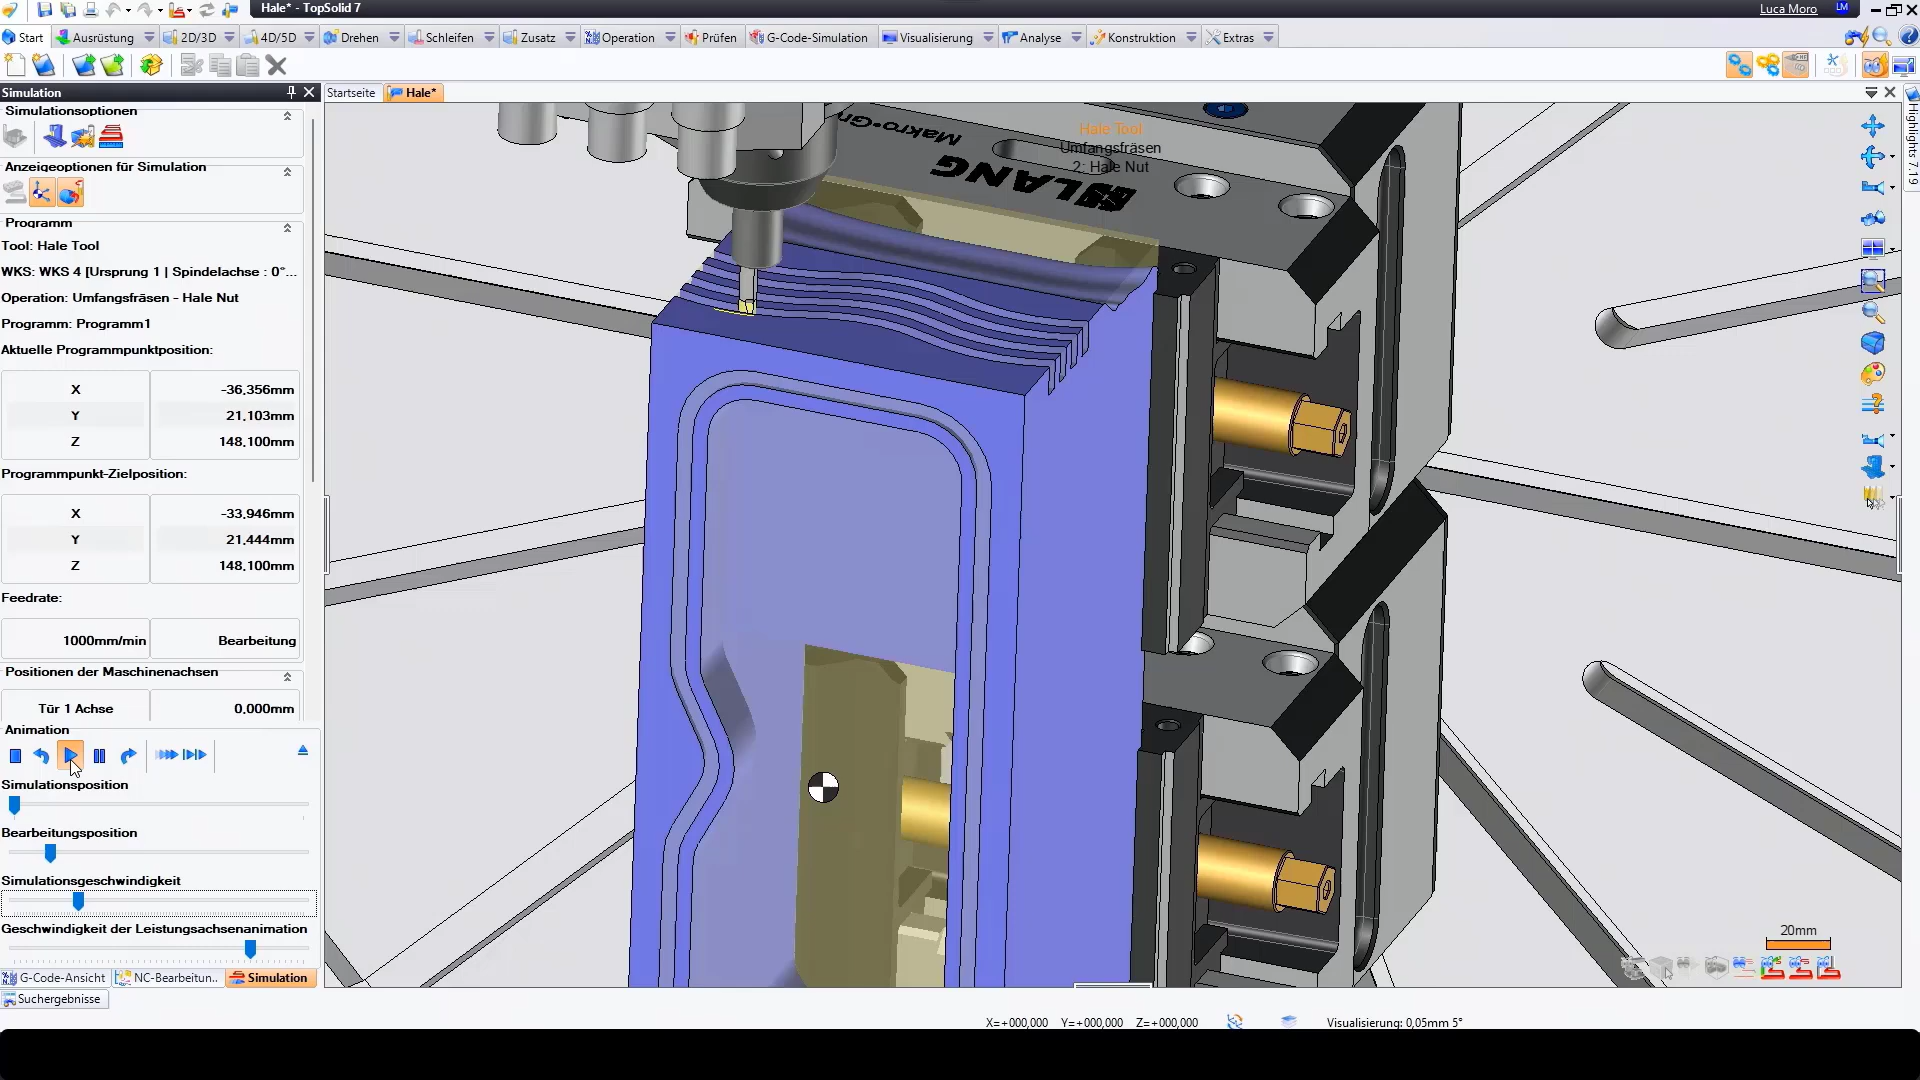 Hale* - TopSolid 7
Luca Moro
LM
Start
Ausrüstung
2D/3D
4D/5D
Drehen
Schleifen
Zusatz
Operation
Prüfen
G-Code-Simulation
Visualisierung
Analyse
Konstruktion
Extras
Simulation
Startseite
Hale*
Simulationsoptionen
Anzeigeoptionen für Simulation
Programm
Tool: Hale Tool
WKS: WKS 4 [Ursprung 1 | Spindelachse : 0°...
Operation: Umfangsfräsen - Hale Nut
Programm: Programm1
Aktuelle Programmpunktposition:
X -36,356mm
Y 21,103mm
Z 148,100mm
Programmpunkt-Zielposition:
X -33,946mm
Y 21,444mm
Z 148,100mm
Feedrate:
1000mm/min Bearbeitung
Positionen der Maschinenachsen
Tür 1 Achse 0,000mm
Animation
Simulationsposition
Bearbeitungsposition
Simulationsgeschwindigkeit
Geschwindigkeit der Leistungsachsenanimation
G-Code-Ansicht
NC-Bearbeitun...
Simulation
Suchergebnisse
Hale Tool
Umfangsfräsen
2: Hale Nut
LANG
Highlights 7.19
20mm
X=+000,000 Y=+000,000 Z=+000,000
Visualisierung: 0,05mm 5°